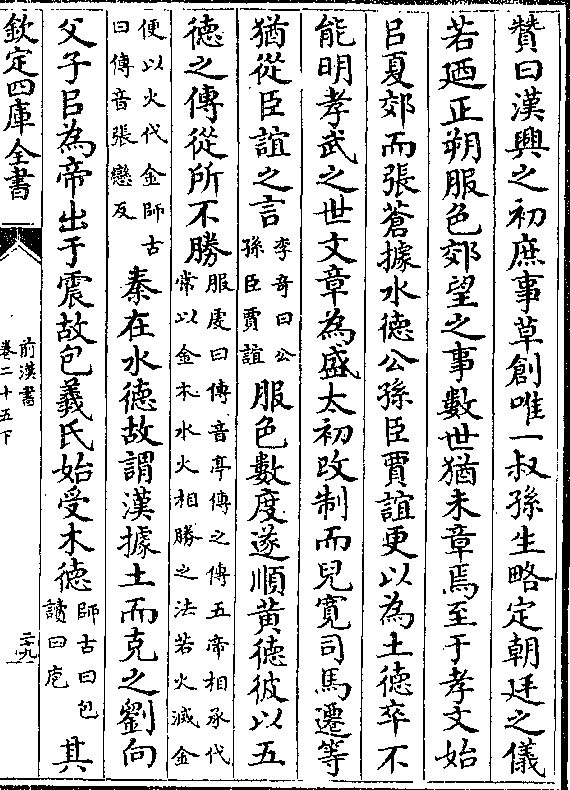 贊曰漢興之初庶事草創唯一叔孫生略定朝廷之儀
若廼正朔服色郊望之事數世猶未章焉至于孝文始
㠯夏郊而張蒼據水德公孫臣賈誼更以為土德卒不
能明孝武之世文章為盛太初改制而兒寬司馬遷等
猶從臣誼之言
李奇曰公
孫臣賈誼
服色數度遂順黃德彼以五
德之傳從所不勝
服虔曰傳音亭傳之傳五帝相承代
常以金木水火相勝之法若火滅金
便以火代金師古
曰傳音張戀反
秦在水德故謂漢據土而克之劉向
父子㠯為帝出于震故包羲氏始受木德
師古曰包
讀曰庖
其
欽定四庫全書
前漢書
卷二十五下
三九